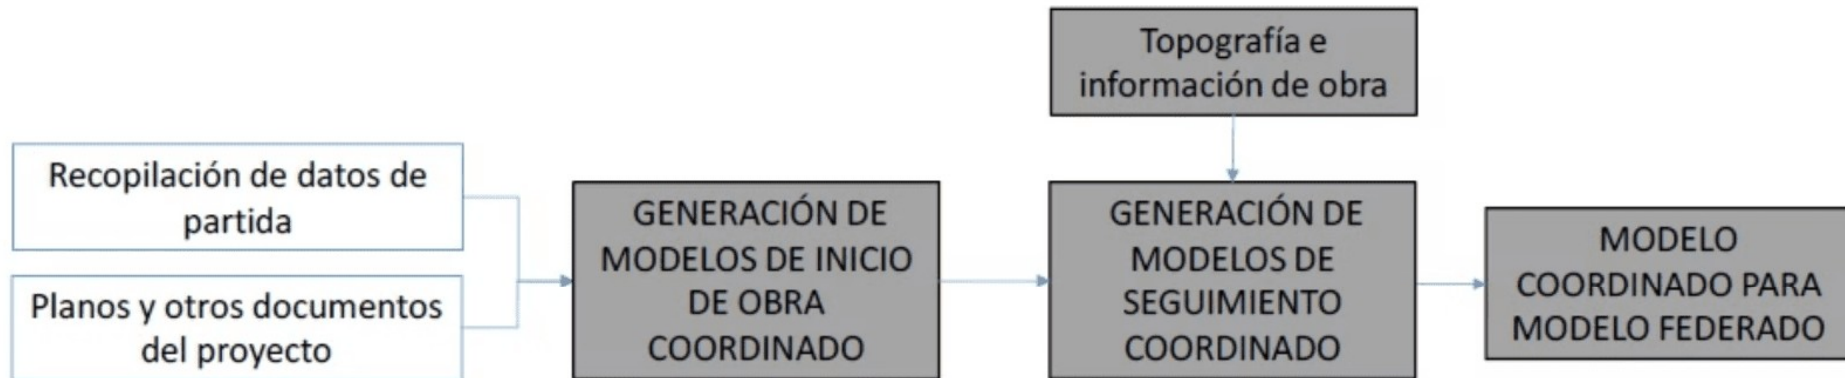 Topografía e
información de obra
Recopilación de datos de
partida
Planos y otros documentos
del proyecto
GENERACIÓN DE
MODELOS DE INICIO
DE OBRA
COORDINADO
GENERACIÓN DE
MODELOS DE
SEGUIMIENTO
COORDINADO
MODELO
COORDINADO PARA
MODELO FEDERADO